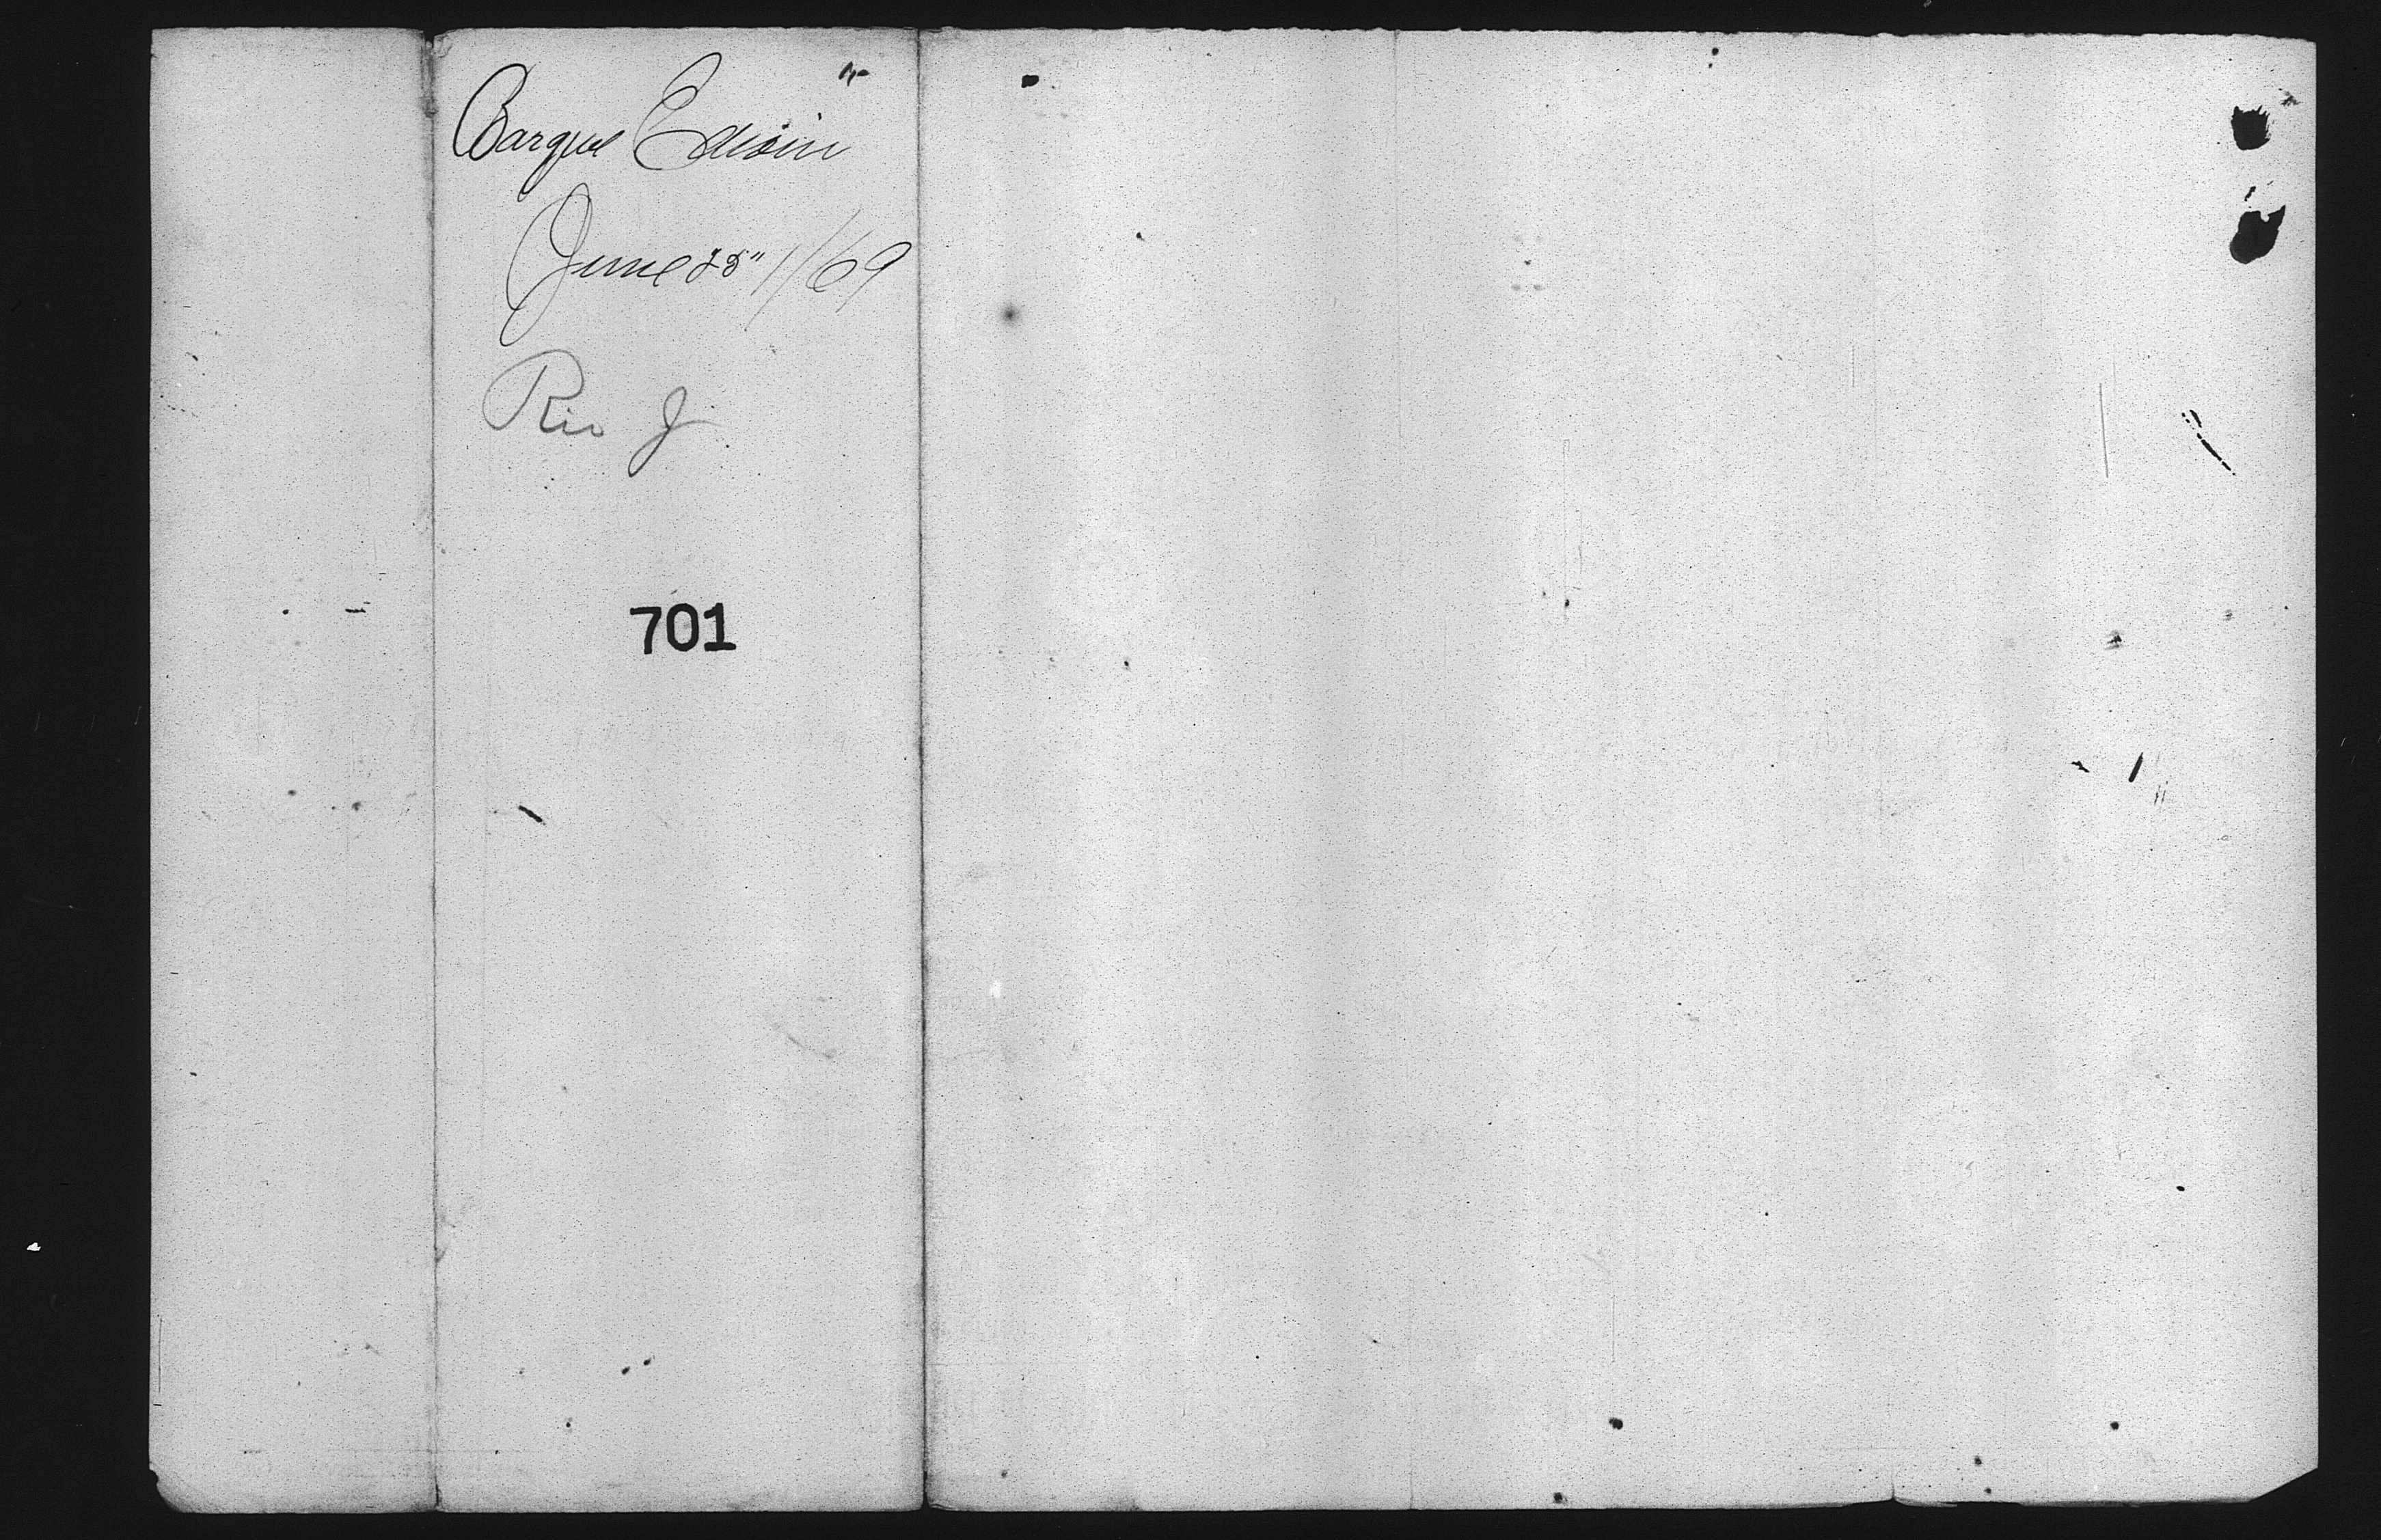 Barque Edwin
June 28" 1/69
Rio J
701